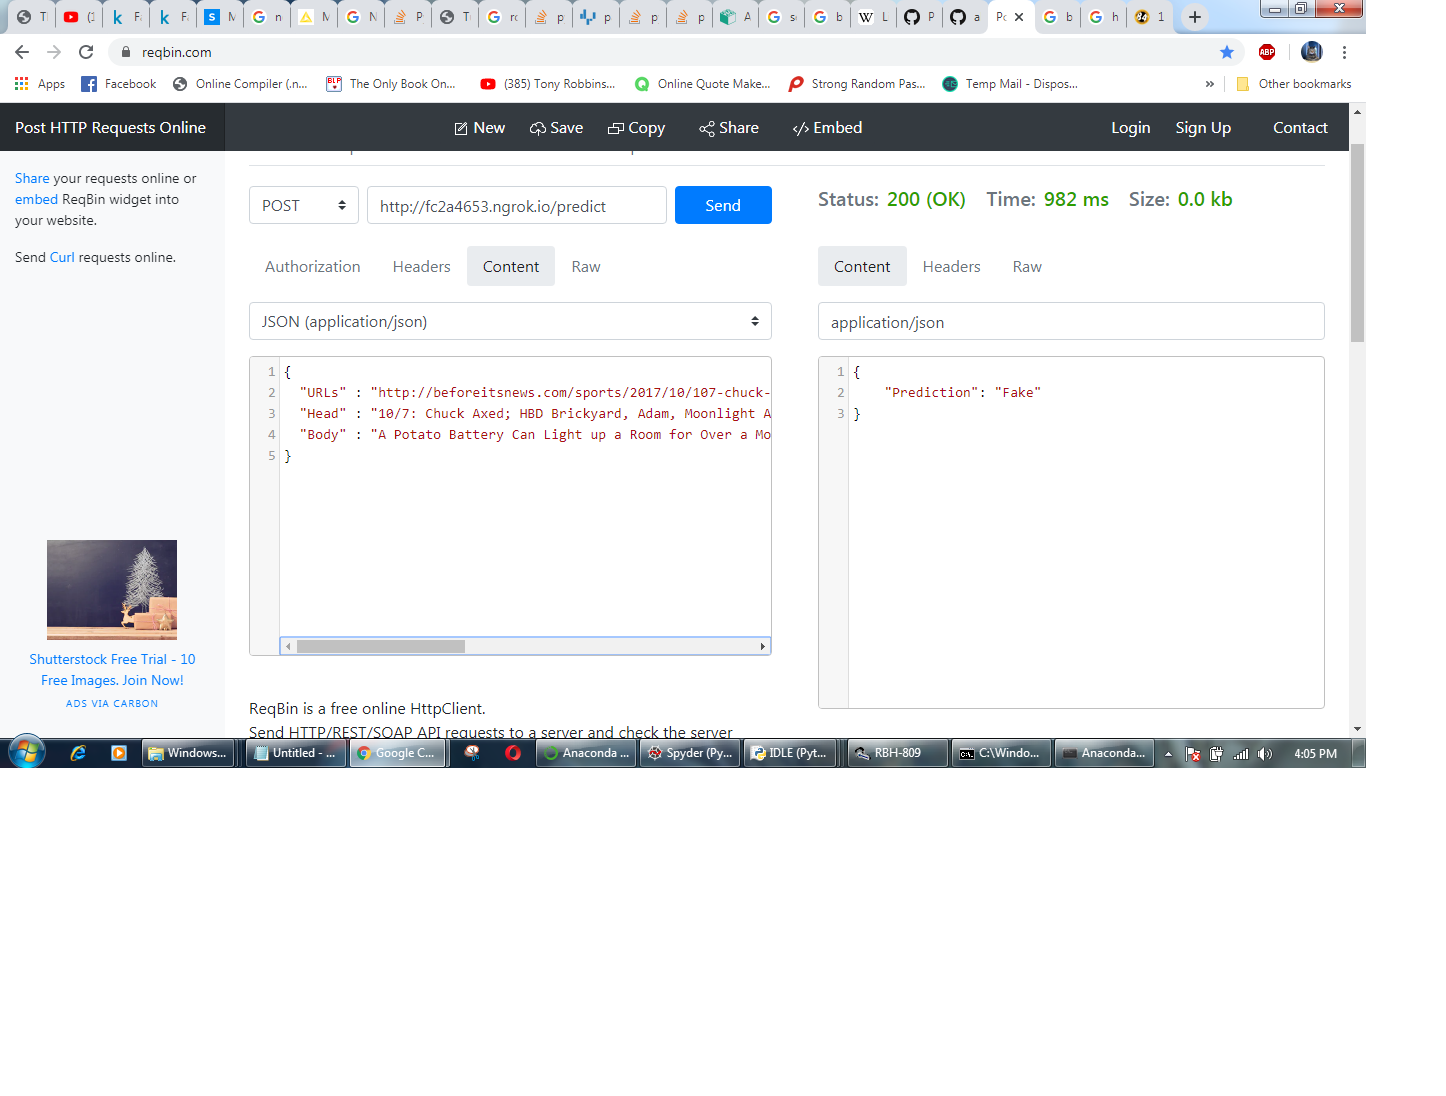 reqbin.com
ABP
Apps
Facebook
Online Compiler (.n...
BLP
The Only Book On...
(385) Tony Robbins...
Online Quote Make...
Strong Random Pas...
Temp Mail - Dispos...
»
Other bookmarks
Post HTTP Requests Online
New
Save
Copy
Share
</> Embed
Login
Sign Up
Contact
Share your requests online or
embed ReqBin widget into
your website.
Send Curl requests online.
POST
http://fc2a4653.ngrok.io/predict
Send
Status: 200 (OK) Time: 982 ms Size: 0.0 kb
Authorization
Headers
Content
Raw
Content
Headers
Raw
JSON (application/json)
application/json
1 {
2 "URLs" : "http://beforeitsnews.com/sports/2017/10/107-chuck-
3 "Head" : "10/7: Chuck Axed; HBD Brickyard, Adam, Moonlight A
4 "Body" : "A Potato Battery Can Light up a Room for Over a Mo
5 }
1 {
2 "Prediction": "Fake"
3 }
Shutterstock Free Trial - 10
Free Images. Join Now!
ADS VIA CARBON
ReqBin is a free online HttpClient.
Send HTTP/REST/SOAP API requests to a server and check the server
Windows...
Untitled - ...
Google C...
Anaconda ...
Spyder (Py...
IDLE (Pyt...
RBH-809
C:\Windo...
Anaconda...
4:05 PM